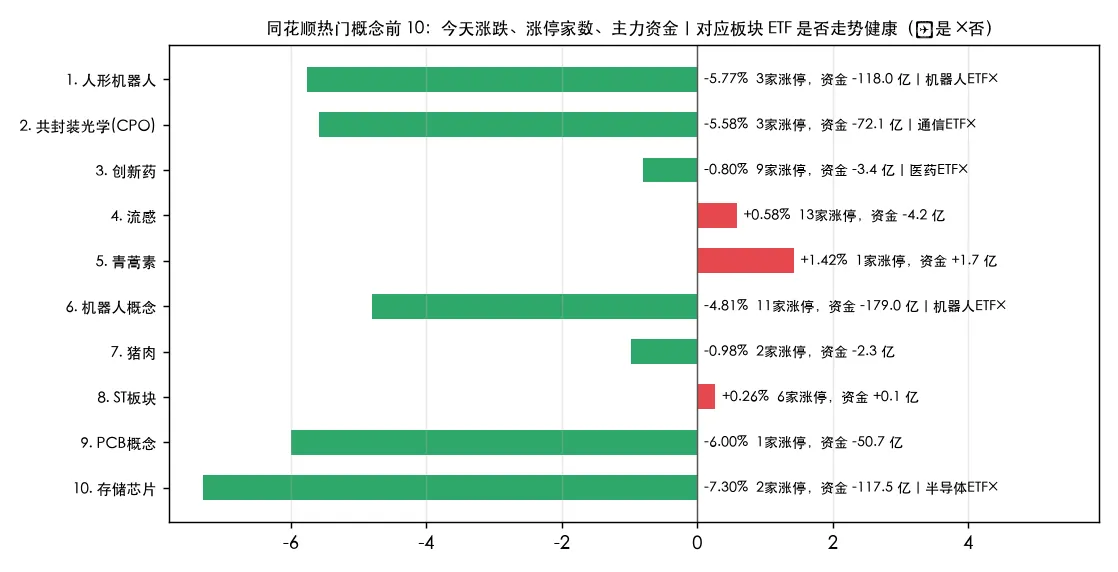 同花顺热门概念前 10：今天涨跌、涨停家数、主力资金 | 对应板块 ETF 是否走势健康（✈是 ×否）
1. 人形机器人 -5.77% 3家涨停，资金 -118.0 亿 | 机器人ETF×
2. 共封装光学(CPO) -5.58% 3家涨停，资金 -72.1 亿 | 通信ETF×
3. 创新药 -0.80% 9家涨停，资金 -3.4 亿 | 医药ETF×
4. 流感 +0.58% 13家涨停，资金 -4.2 亿
5. 青蒿素 +1.42% 1家涨停，资金 +1.7 亿
6. 机器人概念 -4.81% 11家涨停，资金 -179.0 亿 | 机器人ETF×
7. 猪肉 -0.98% 2家涨停，资金 -2.3 亿
8. ST板块 +0.26% 6家涨停，资金 +0.1 亿
9. PCB概念 -6.00% 1家涨停，资金 -50.7 亿
10. 存储芯片 -7.30% 2家涨停，资金 -117.5 亿 | 半导体ETF×
-6 -4 -2 0 2 4